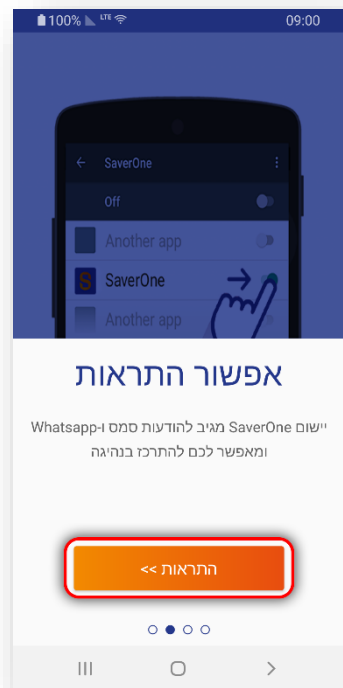 100% LTE 09:00
SaverOne
Off
Another app
S SaverOne
Another app
אפשור התראות
יישום SaverOne מגיב להודעות סמס ו-Whatsapp
ומאפשר לכם להתרכז בנהיגה
התראות >>